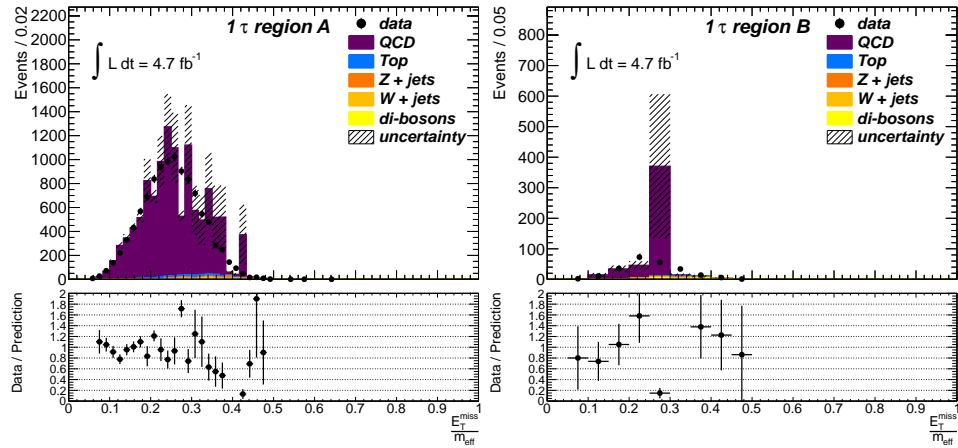 Events / 0.02
2200
2000
1800
1600
1400
1200
1000
800
600
400
200
0
1 τ region A
∫ L dt = 4.7 fb⁻¹
data
QCD
Top
Z + jets
W + jets
di-bosons
uncertainty
Data / Prediction
2
1.8
1.6
1.4
1.2
1
0.8
0.6
0.4
0.2
0
0 0.1 0.2 0.3 0.4 0.5 0.6 0.7 0.8 0.9 1
E_T^miss
m_eff
Events / 0.05
800
700
600
500
400
300
200
100
0
1 τ region B
∫ L dt = 4.7 fb⁻¹
data
QCD
Top
Z + jets
W + jets
di-bosons
uncertainty
Data / Prediction
2
1.8
1.6
1.4
1.2
1
0.8
0.6
0.4
0.2
0
0 0.1 0.2 0.3 0.4 0.5 0.6 0.7 0.8 0.9 1
E_T^miss
m_eff